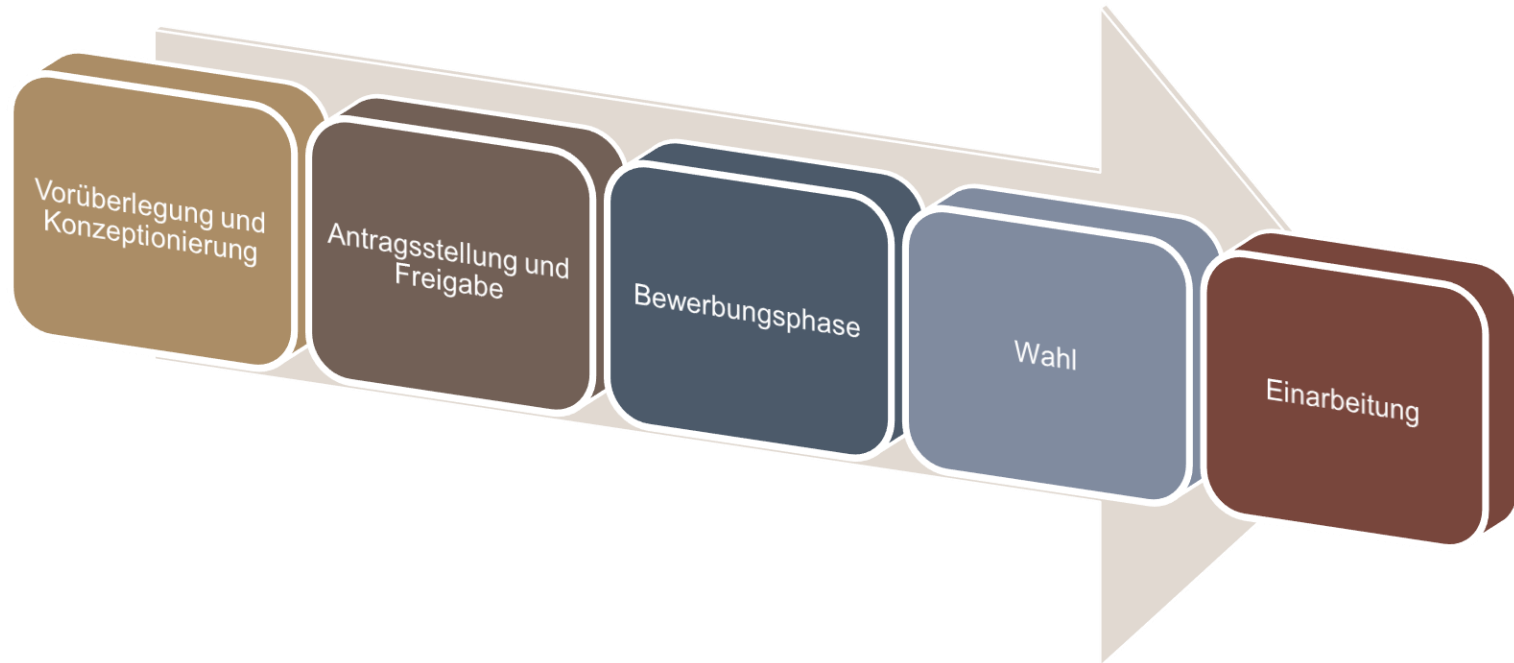 Vorüberlegung und
Konzeptionierung
Antragsstellung und
Freigabe
Bewerbungsphase
Wahl
Einarbeitung